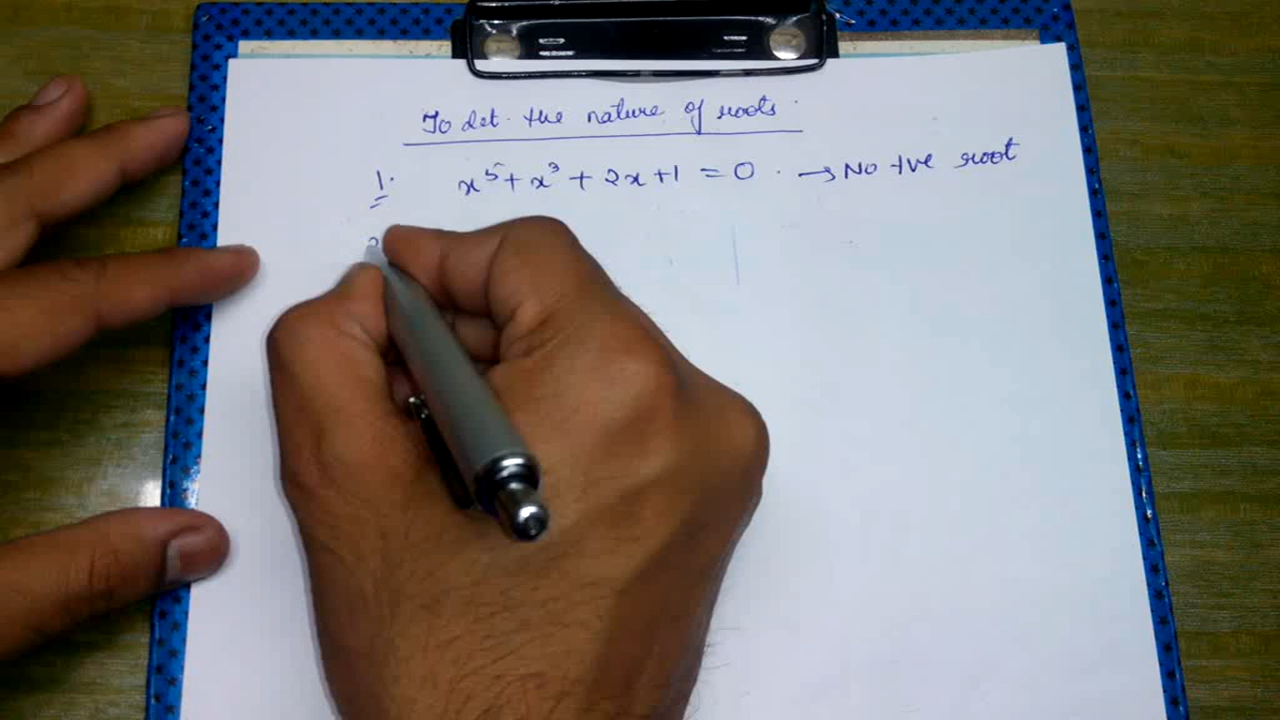 To det. the nature of roots.
1. x⁵ + x³ + 2x + 1 = 0. → No +ve root